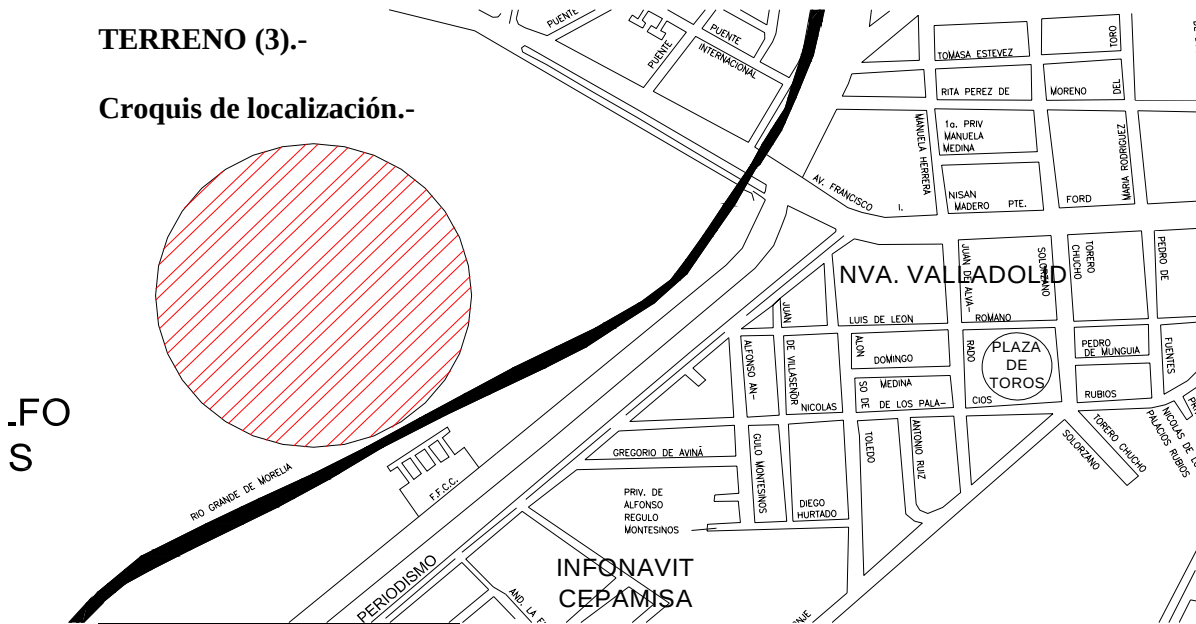 TERRENO (3).-
Croquis de localización.-
PUENTE
PUENTE
PUENTE
INTERNACIONAL
TOMASA ESTEVEZ
TORO
RITA PEREZ DE
MORENO
DEL
MANUELA HERRERA
1a. PRIV
MANUELA
MEDINA
MARIA RODRIGUEZ
AV. FRANCISCO
I.
NISAN
MADERO PTE.
FORD
JUAN DE ALVA-
SOLORZANO
TORERO
CHUCHO
PEDRO DE
NVA. VALLADOLID
JUAN
LUIS DE LEON
ROMANO
ALFONSO AN-
DE VILLASEÑOR
ALON
DOMINGO
RADO
PLAZA
DE
TOROS
PEDRO
DE MUNGUIA
FUENTES
SO DE
MEDINA
NICOLAS
DE LOS PALA-
CIOS
RUBIOS
.FO
S
GULO MONTESINOS
TOLEDO
ANTONIO RUIZ
SOLORZANO
TORERO CHUCHO
NICOLAS DE LO
PALACIOS RUBIOS
GREGORIO DE AVINÃ
RIO GRANDE DE MORELIA
F.F.C.C.
PRIV. DE
ALFONSO
REGULO
MONTESINOS
DIEGO
HURTADO
INFONAVIT
CEPAMISA
PERIODISMO
AND. LA